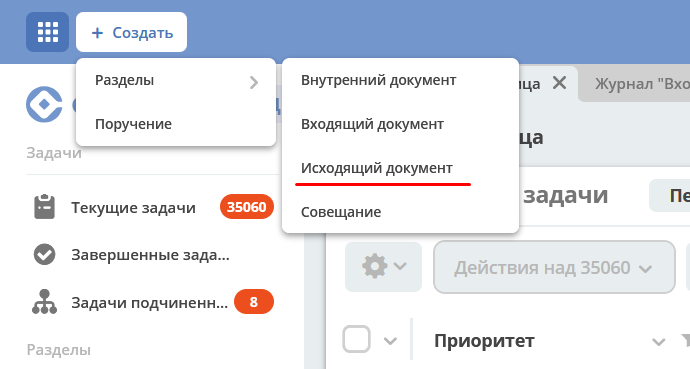 + Создать
Разделы
Поручение
Внутренний документ
Входящий документ
Исходящий документ
Совещание
Журнал "Вхо
ца
Задачи
Текущие задачи 35060
Завершенные зада...
Задачи подчиненн... 8
Разделы
задачи
Пе
Действия над 35060
Приоритет